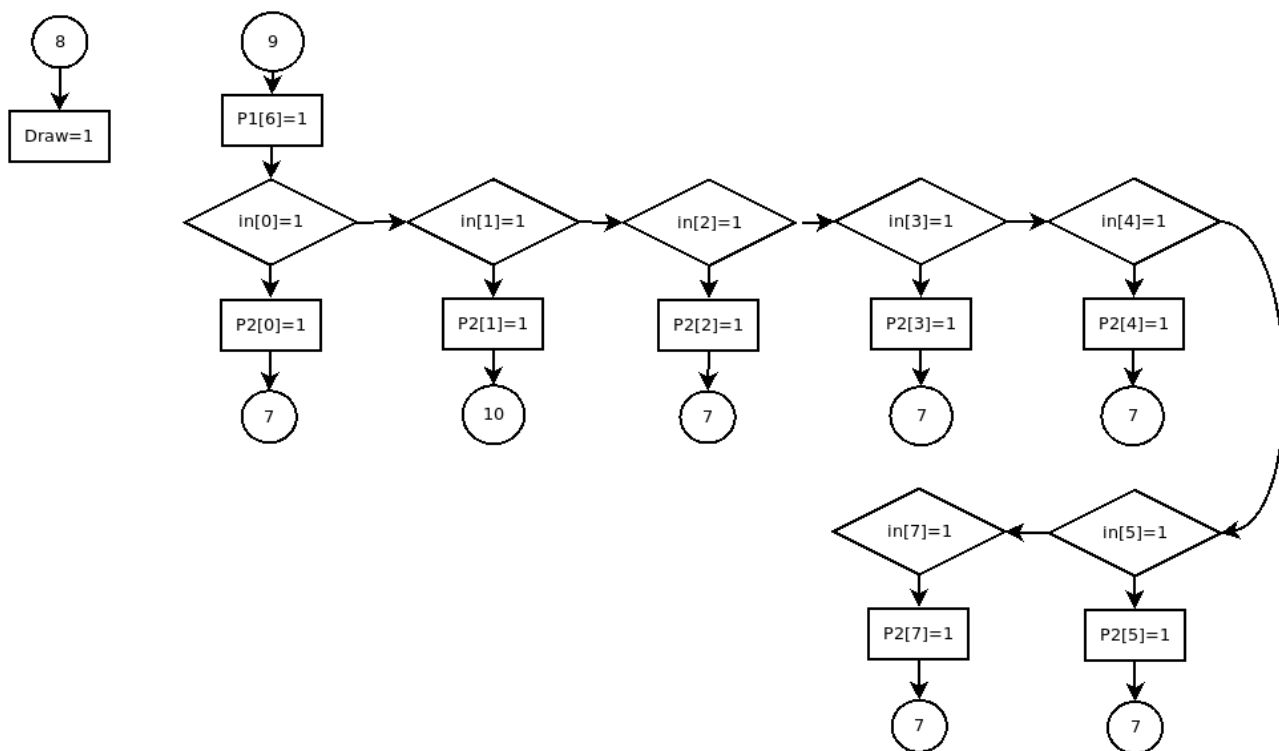 8
9
Draw=1
P1[6]=1
in[0]=1
in[1]=1
in[2]=1
in[3]=1
in[4]=1
P2[0]=1
P2[1]=1
P2[2]=1
P2[3]=1
P2[4]=1
7
10
7
7
7
in[7]=1
in[5]=1
P2[7]=1
P2[5]=1
7
7